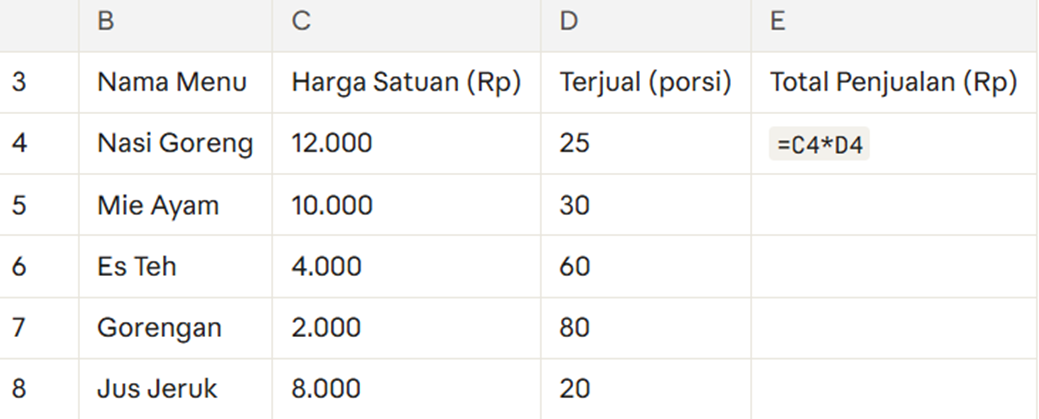 B C D E
3 Nama Menu Harga Satuan (Rp) Terjual (porsi) Total Penjualan (Rp)
4 Nasi Goreng 12.000 25 =C4*D4
5 Mie Ayam 10.000 30
6 Es Teh 4.000 60
7 Gorengan 2.000 80
8 Jus Jeruk 8.000 20